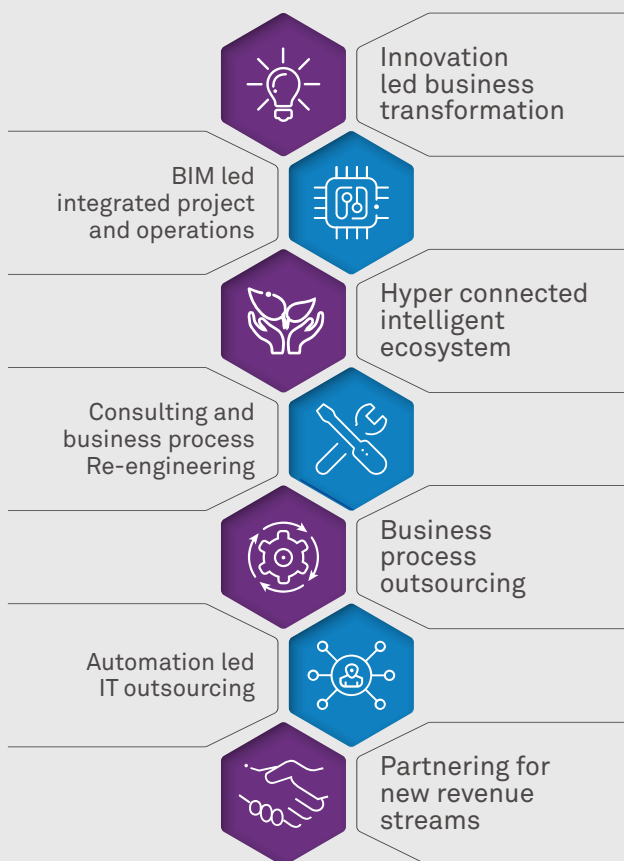 Innovation
led business
transformation
BIM led
integrated project
and operations
Hyper connected
intelligent
ecosystem
Consulting and
business process
Re-engineering
Business
process
outsourcing
Automation led
IT outsourcing
Partnering for
new revenue
streams